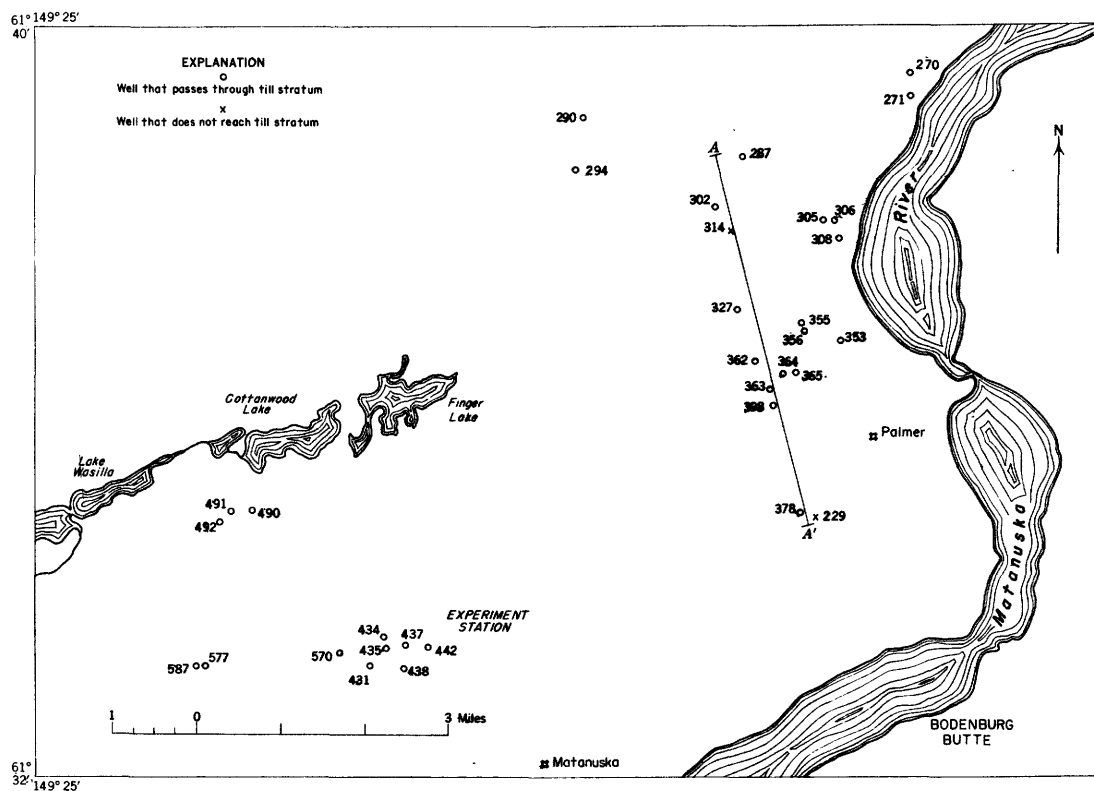 61° 149° 25'
40'
EXPLANATION
Well that passes through till stratum
x
Well that does not reach till stratum
270
271
290
294
A
287
N
302
314
305
306
308
River
327
355
356
353
362
364
365
363
398
Cottonwood
Lake
Finger
Lake
Palmer
Lake
Wasilla
491
490
492
378
229
A'
Matanuska
EXPERIMENT
STATION
434
437
435
442
570
431
438
587
577
1 0 3 Miles
BODENBURG
BUTTE
Matanuska
61°
32' 149° 25'